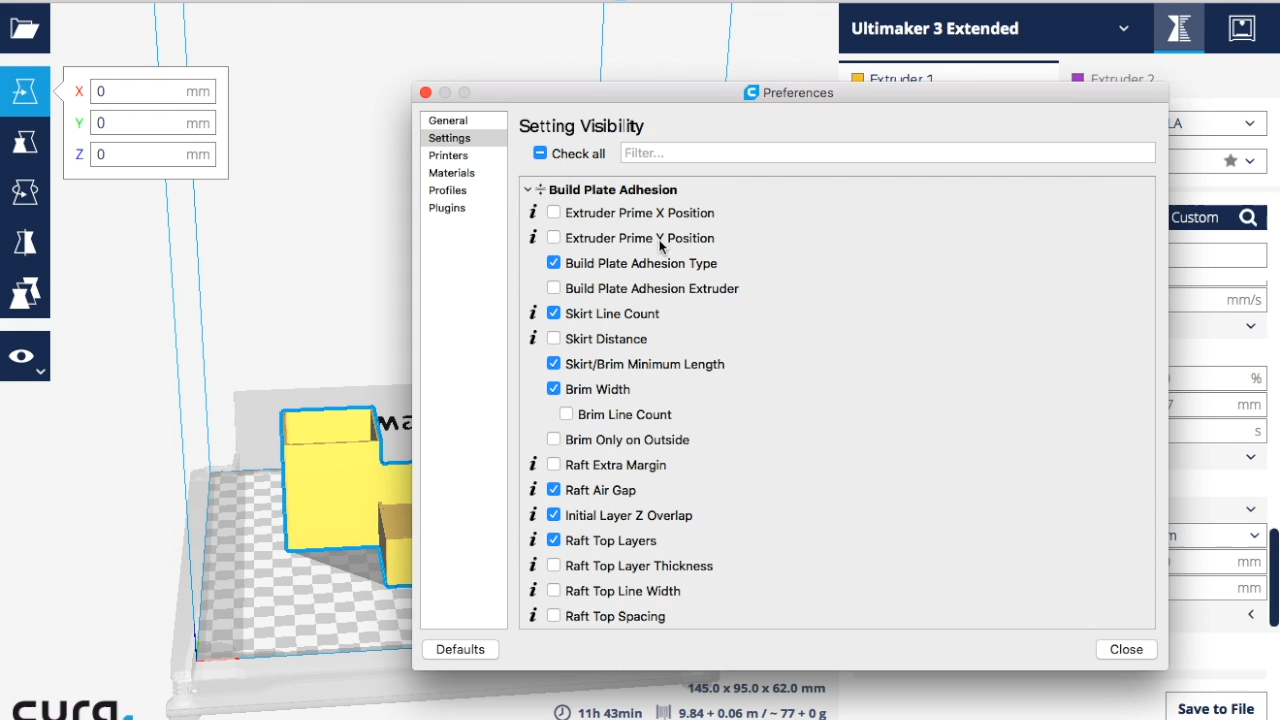 Ultimaker 3 Extended
Extruder 1
Extruder 2
X 0 mm
Y 0 mm
Z 0 mm
Preferences
General
Settings
Printers
Materials
Profiles
Plugins
Setting Visibility
Check all
Filter...
Build Plate Adhesion
i Extruder Prime X Position
i Extruder Prime Y Position
Build Plate Adhesion Type
Build Plate Adhesion Extruder
i Skirt Line Count
i Skirt Distance
Skirt/Brim Minimum Length
Brim Width
Brim Line Count
Brim Only on Outside
i Raft Extra Margin
i Raft Air Gap
i Initial Layer Z Overlap
i Raft Top Layers
i Raft Top Layer Thickness
i Raft Top Line Width
i Raft Top Spacing
Defaults
Close
LA
Custom
mm/s
%
7 mm
s
mm
mm
ma
145.0 x 95.0 x 62.0 mm
11h 43min
9.84 + 0.06 m / ~ 77 + 0 g
cura
Save to File